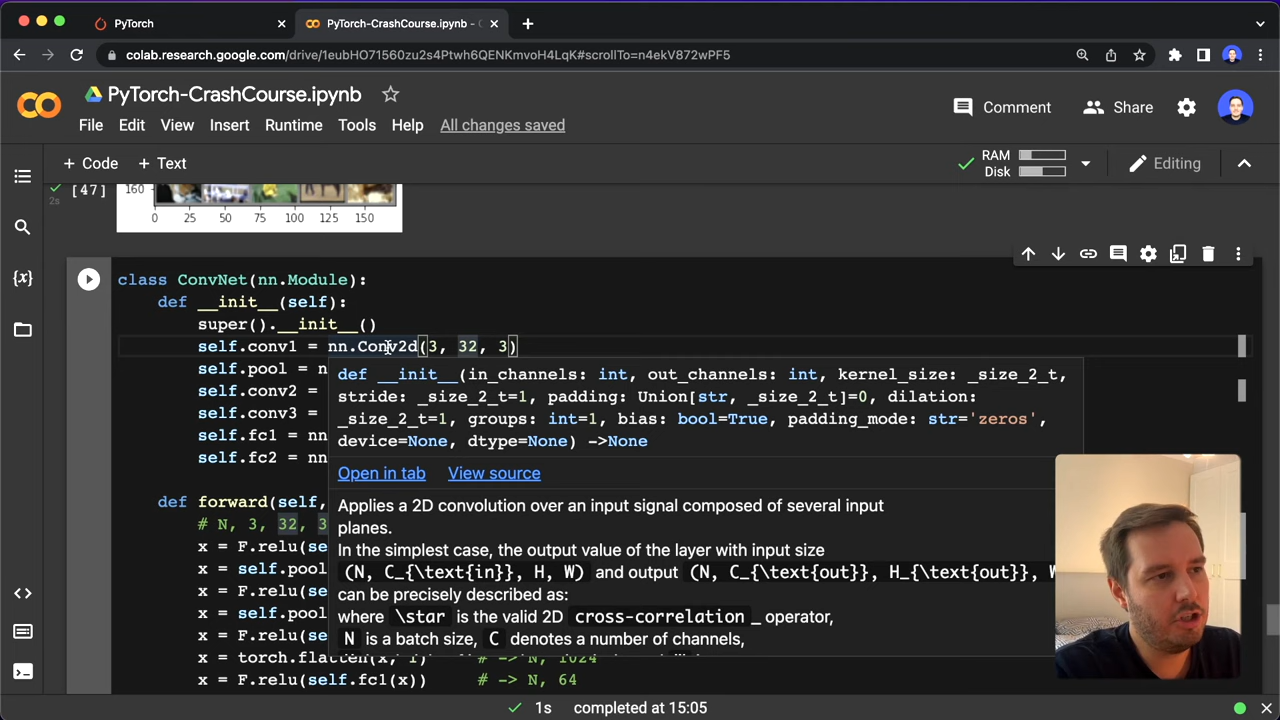 PyTorch
PyTorch-CrashCourse.ipynb -
colab.research.google.com/drive/1eubHO71560zu2s4Ptwh6QENKmvoH4LqK#scrollTo=n4ekV872wPF5
PyTorch-CrashCourse.ipynb
Comment
Share
File Edit View Insert Runtime Tools Help All changes saved
+ Code + Text
RAM
Disk
Editing
[47]
2s
160
0 25 50 75 100 125 150
class ConvNet(nn.Module):
def __init__(self):
super().__init__()
self.conv1 = nn.Conv2d(3, 32, 3)
self.pool = n
self.conv2 =
self.conv3 =
self.fc1 = nn
self.fc2 = nn
def __init__(in_channels: int, out_channels: int, kernel_size: _size_2_t,
stride: _size_2_t=1, padding: Union[str, _size_2_t]=0, dilation:
_size_2_t=1, groups: int=1, bias: bool=True, padding_mode: str='zeros',
device=None, dtype=None) ->None
Open in tab View source
Applies a 2D convolution over an input signal composed of several input
planes.
In the simplest case, the output value of the layer with input size
(N, C_{\text{in}}, H, W) and output (N, C_{\text{out}}, H_{\text{out}}, W
can be precisely described as:
where \star is the valid 2D cross-correlation _ operator,
N is a batch size, C denotes a number of channels,
def forward(self,
# N, 3, 32, 3
x = F.relu(se
x = self.pool
x = F.relu(se
x = self.pool
x = F.relu(se
x = torch.flatten(x, 1) # -> N, 1024
x = F.relu(self.fc1(x)) # -> N, 64
1s completed at 15:05